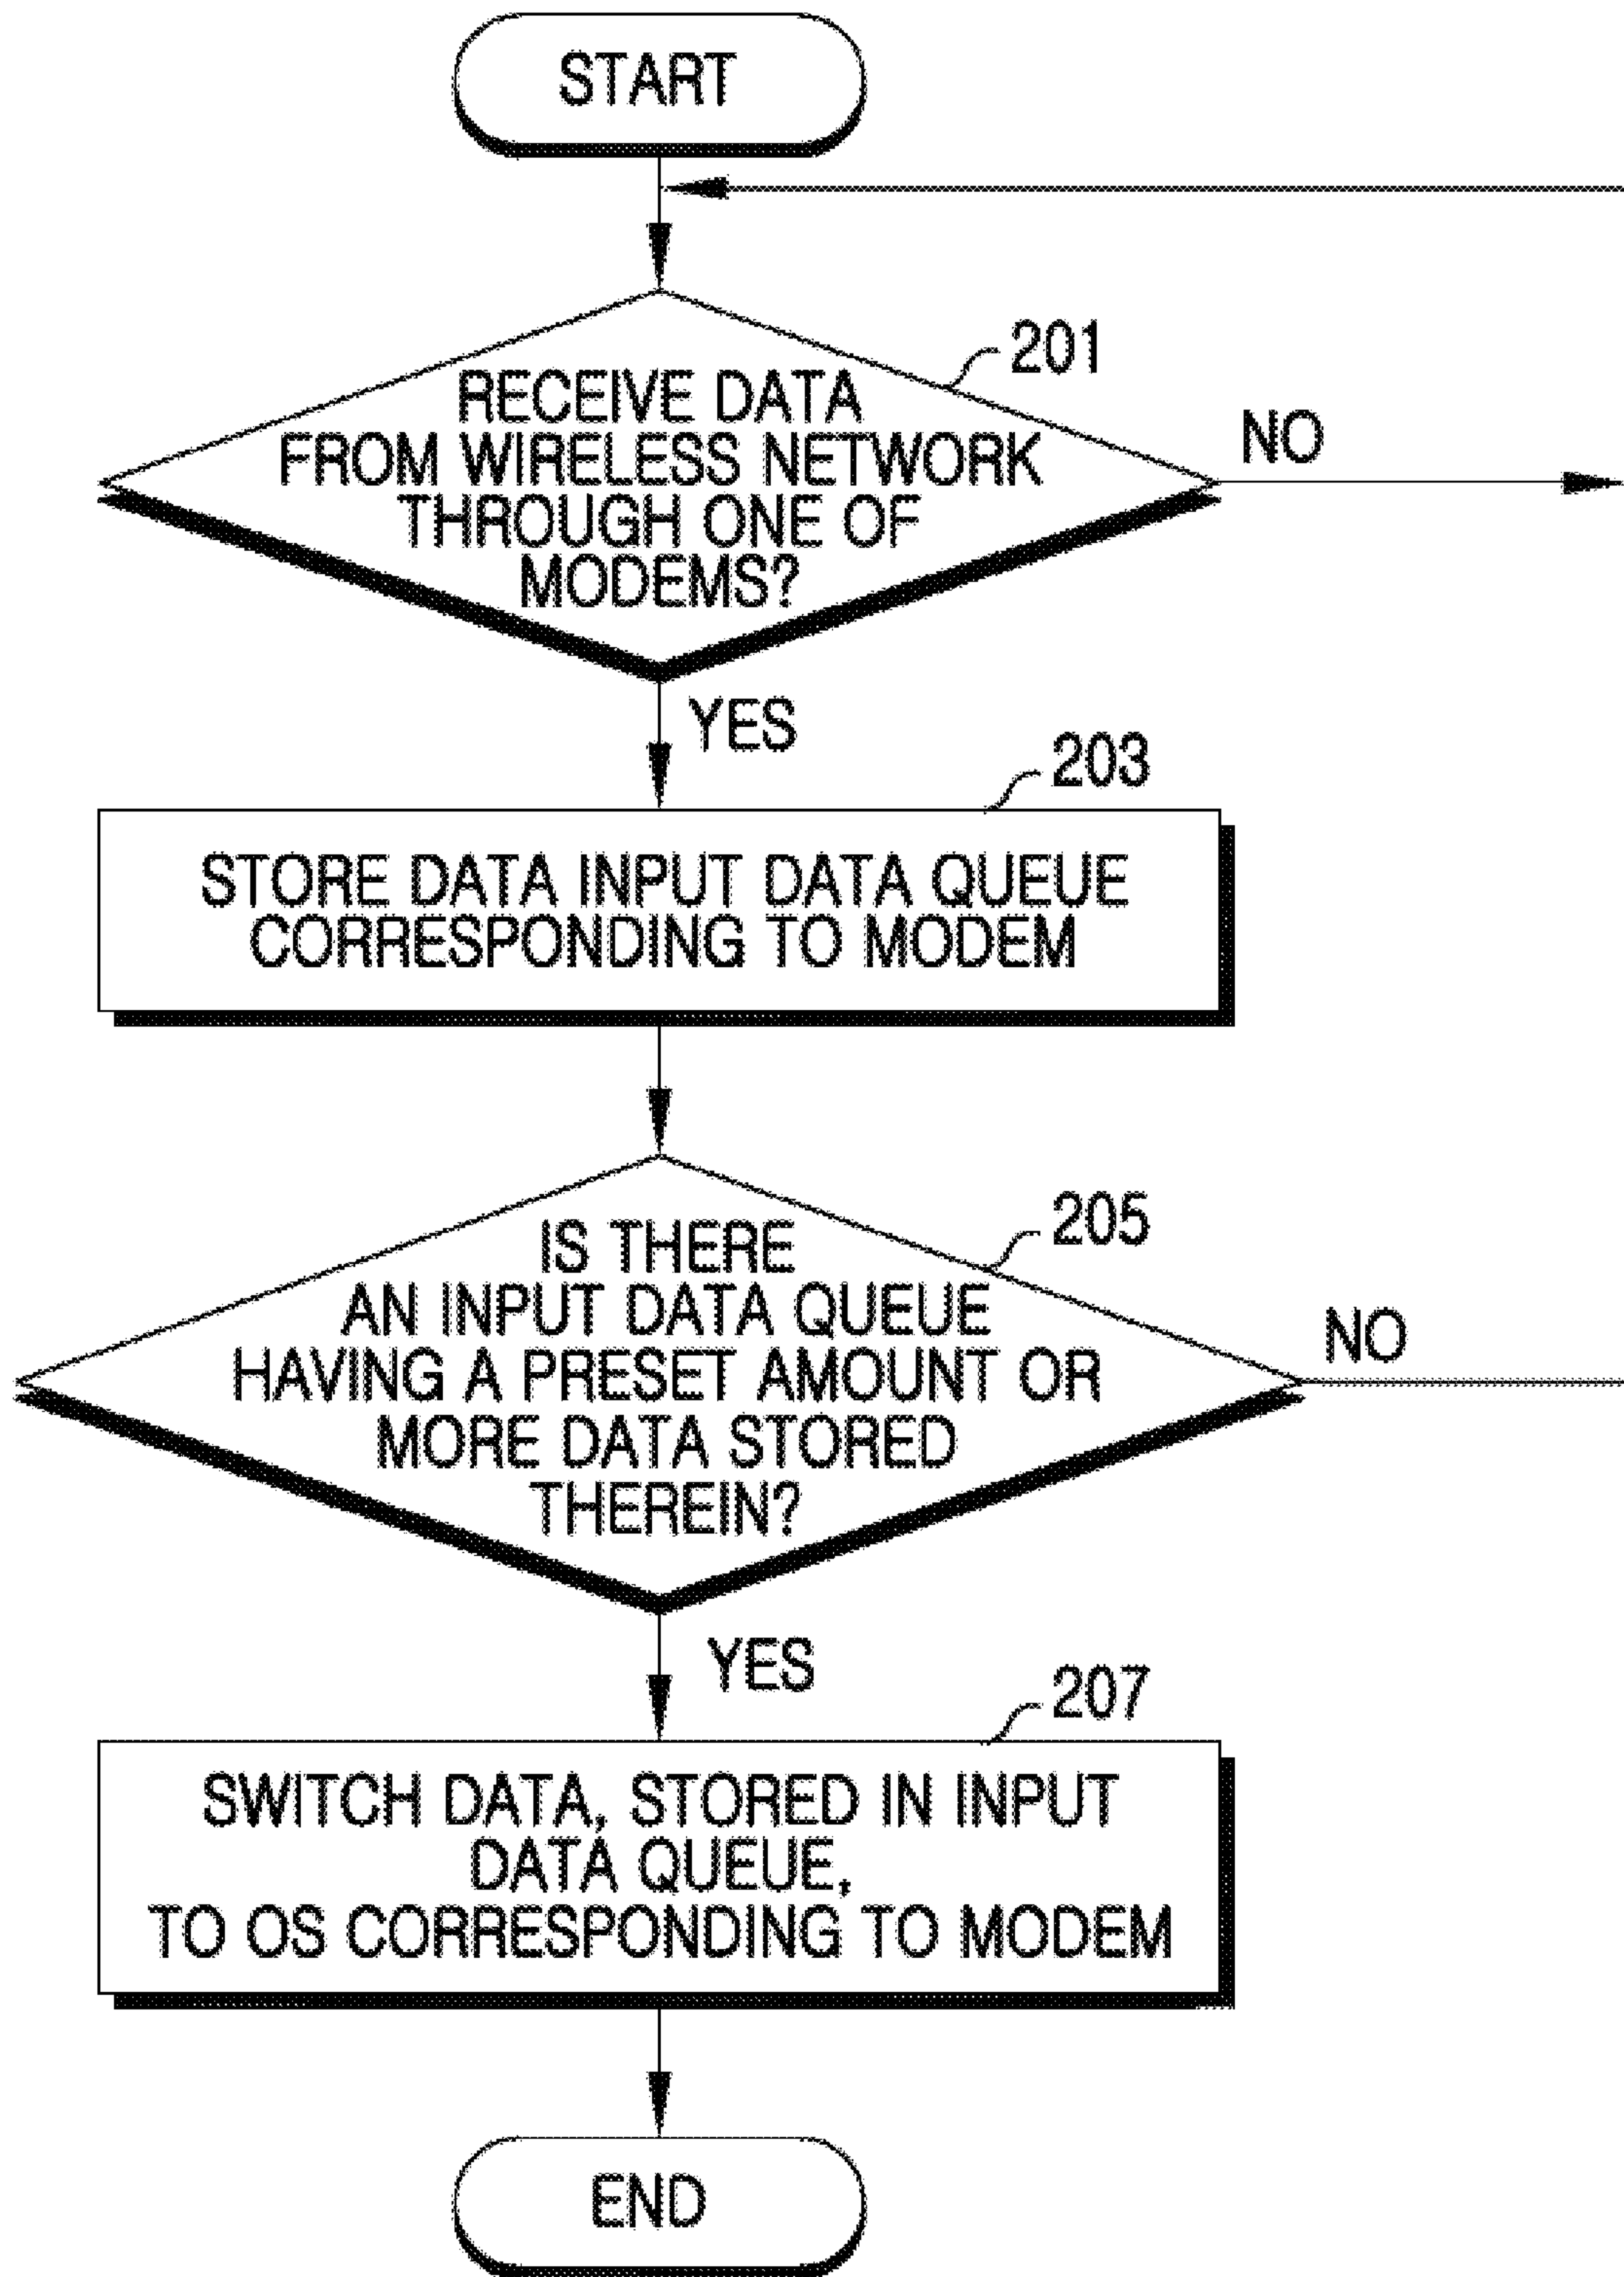 START
201
RECEIVE DATA
FROM WIRELESS NETWORK
THROUGH ONE OF
MODEMS?
NO
YES
203
STORE DATA INPUT DATA QUEUE
CORRESPONDING TO MODEM
205
IS THERE
AN INPUT DATA QUEUE
HAVING A PRESET AMOUNT OR
MORE DATA STORED
THEREIN?
NO
YES
207
SWITCH DATA, STORED IN INPUT
DATA QUEUE,
TO OS CORRESPONDING TO MODEM
END